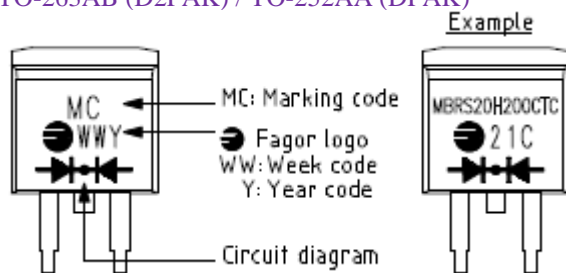 TO-263AB (D2PAK) / TO-252AA (DPAK)
Example
MC
WWY
MC: Marking code
Fagor logo
WW: Week code
Y: Year code
Circuit diagram
MBRS20H200CTC
21C